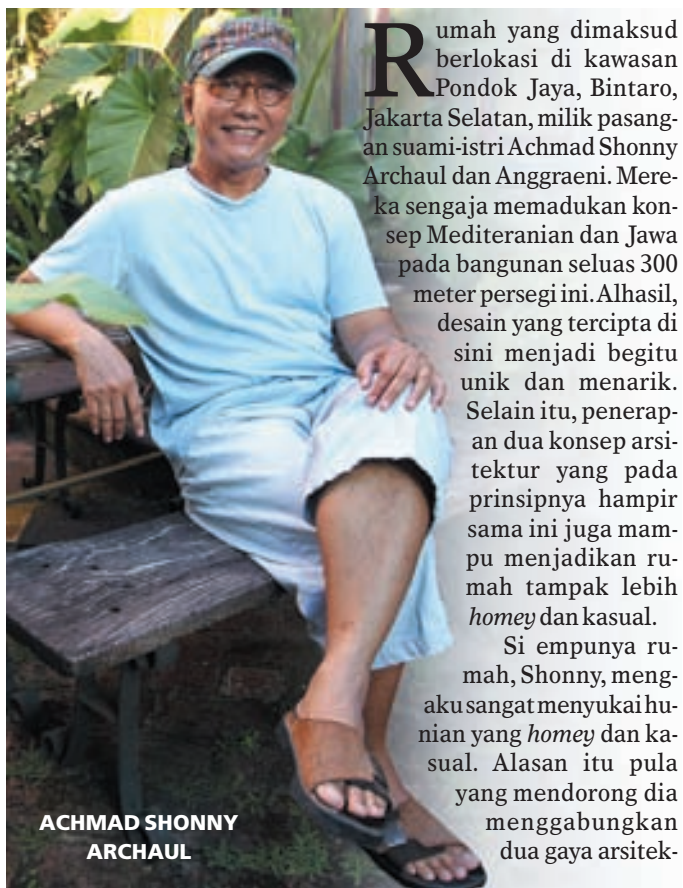 Rumah yang dimaksud
berlokasi di kawasan
Pondok Jaya, Bintaro,
Jakarta Selatan, milik pasang-
an suami-istri Achmad Shonny
Archaul dan Anggraeni. Mere-
ka sengaja memadukan kon-
sep Mediteranian dan Jawa
pada bangunan seluas 300
meter persegi ini. Alhasil,
desain yang tercipta di
sini menjadi begitu
unik dan menarik.
Selain itu, penerap-
an dua konsep arsi-
tektur yang pada
prinsipnya hampir
sama ini juga mam-
pu menjadikan ru-
mah tampak lebih
homey dan kasual.
Si empunya ru-
mah, Shonny, meng-
aku sangat menyukai hu-
nian yang homey dan ka-
sual. Alasan itu pula
yang mendorong dia
menggabungkan
dua gaya arsitek-
ACHMAD SHONNY
ARCHAUL